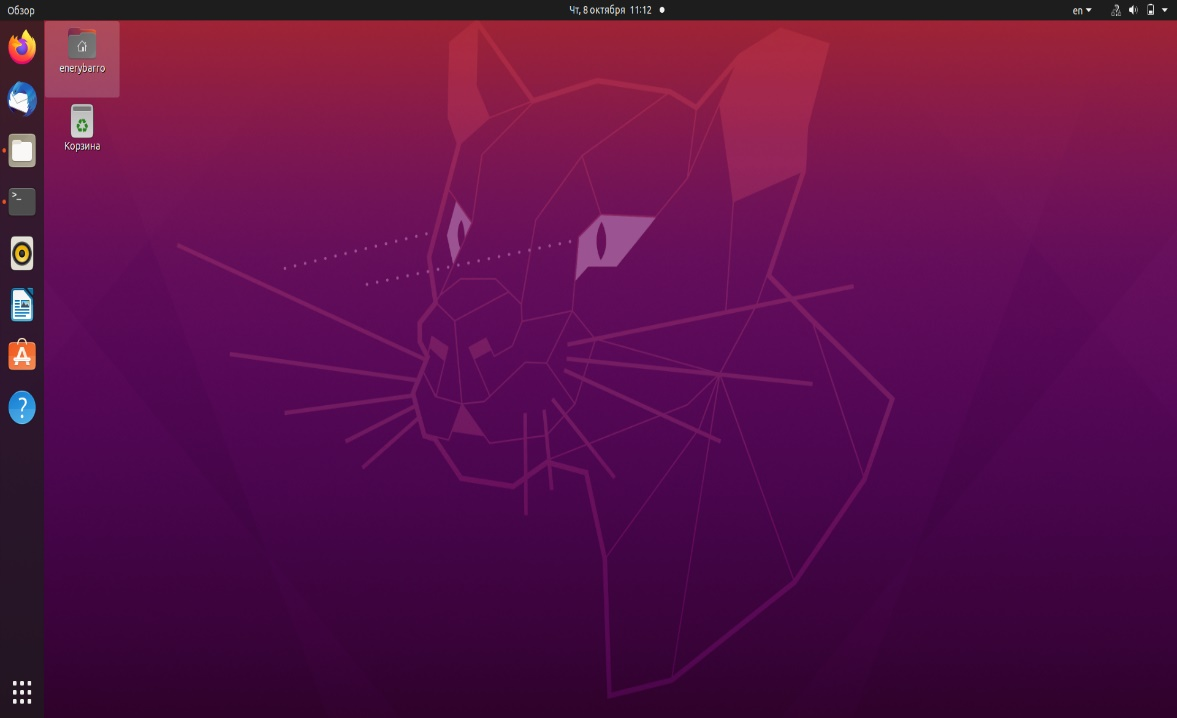 Обзор
Чт, 8 октября 11:12
en
enerybarro
Корзина